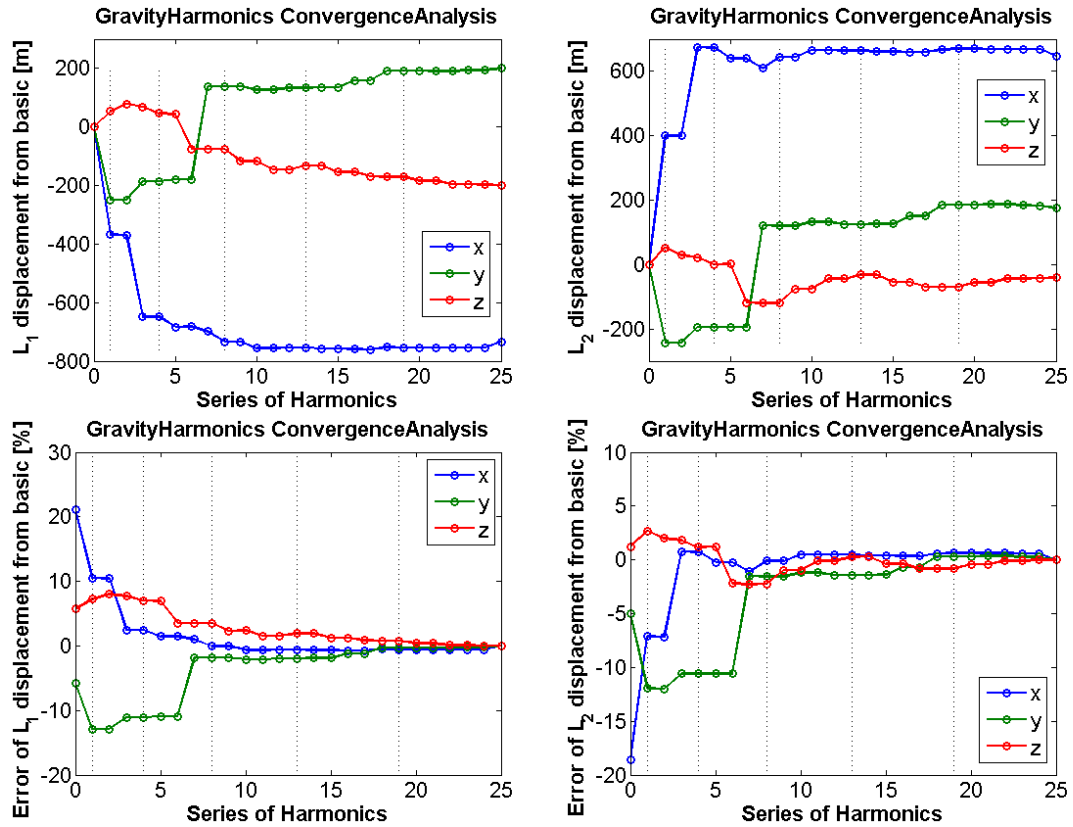 GravityHarmonics ConvergenceAnalysis
L1 displacement from basic [m]
200
0
-200
-400
-600
-800
x
y
z
0 5 10 15 20 25
Series of Harmonics
GravityHarmonics ConvergenceAnalysis
L2 displacement from basic [m]
600
400
200
0
-200
x
y
z
0 5 10 15 20 25
Series of Harmonics
GravityHarmonics ConvergenceAnalysis
Error of L1 displacement from basic [%]
30
20
10
0
-10
-20
x
y
z
0 5 10 15 20 25
Series of Harmonics
GravityHarmonics ConvergenceAnalysis
Error of L2 displacement from basic [%]
10
5
0
-5
-10
-15
-20
x
y
z
0 5 10 15 20 25
Series of Harmonics